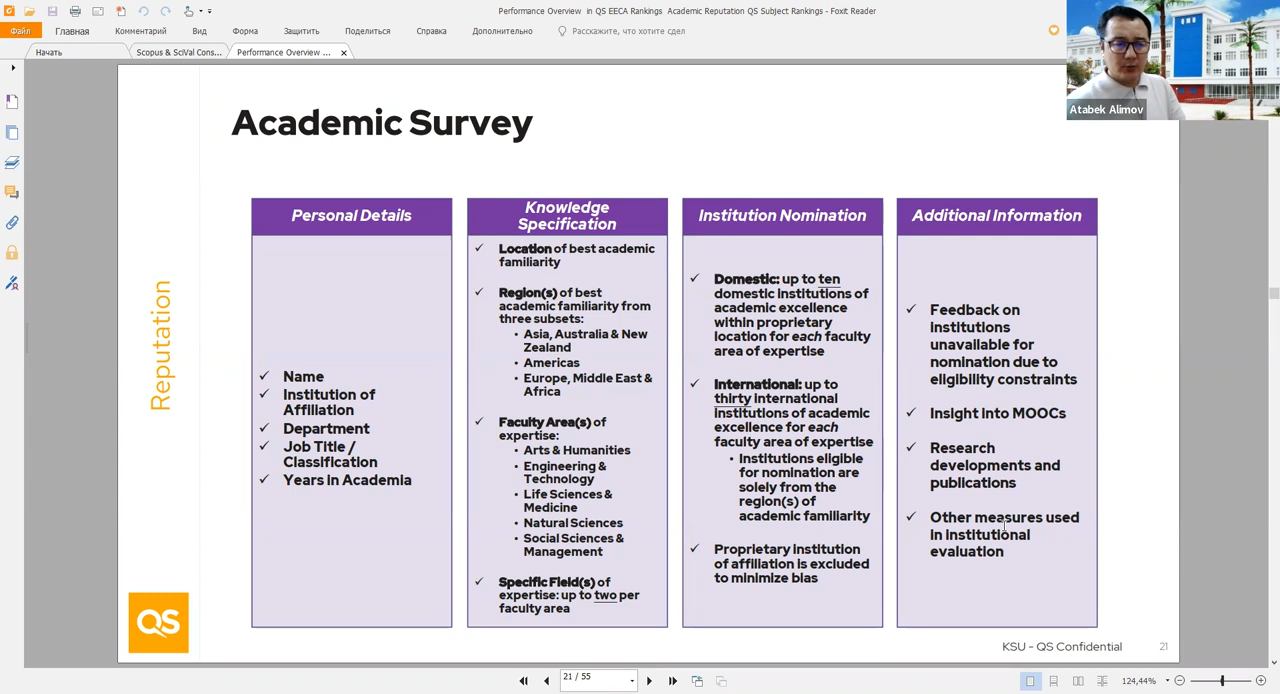 Performance Overview in QS EECA Rankings Academic Reputation QS Subject Rankings - Foxit Reader
Файл
Главная
Комментарий
Вид
Форма
Защитить
Поделиться
Справка
Дополнительно
Расскажите, что хотите сдел
Начать
Scopus & SciVal Cons...
Performance Overview ...
Atabek Alimov
Academic Survey
Reputation
Personal Details
Name
Institution of
Affiliation
Department
Job Title /
Classification
Years in Academia
Knowledge
Specification
Location of best academic
familiarity
Region(s) of best
academic familiarity from
three subsets:
Asia, Australia & New
Zealand
Americas
Europe, Middle East &
Africa
Faculty Area(s) of
expertise:
Arts & Humanities
Engineering &
Technology
Life Sciences &
Medicine
Natural Sciences
Social Sciences &
Management
Specific Field(s) of
expertise: up to two per
faculty area
Institution Nomination
Domestic: up to ten
domestic institutions of
academic excellence
within proprietary
location for each faculty
area of expertise
International: up to
thirty international
institutions of academic
excellence for each
faculty area of expertise
Institutions eligible
for nomination are
solely from the
region(s) of
academic familiarity
Proprietary institution
of affiliation is excluded
to minimize bias
Additional Information
Feedback on
institutions
unavailable for
nomination due to
eligibility constraints
Insight into MOOCs
Research
developments and
publications
Other measures used
in institutional
evaluation
QS
KSU - QS Confidential
21
21 / 55
124,44%